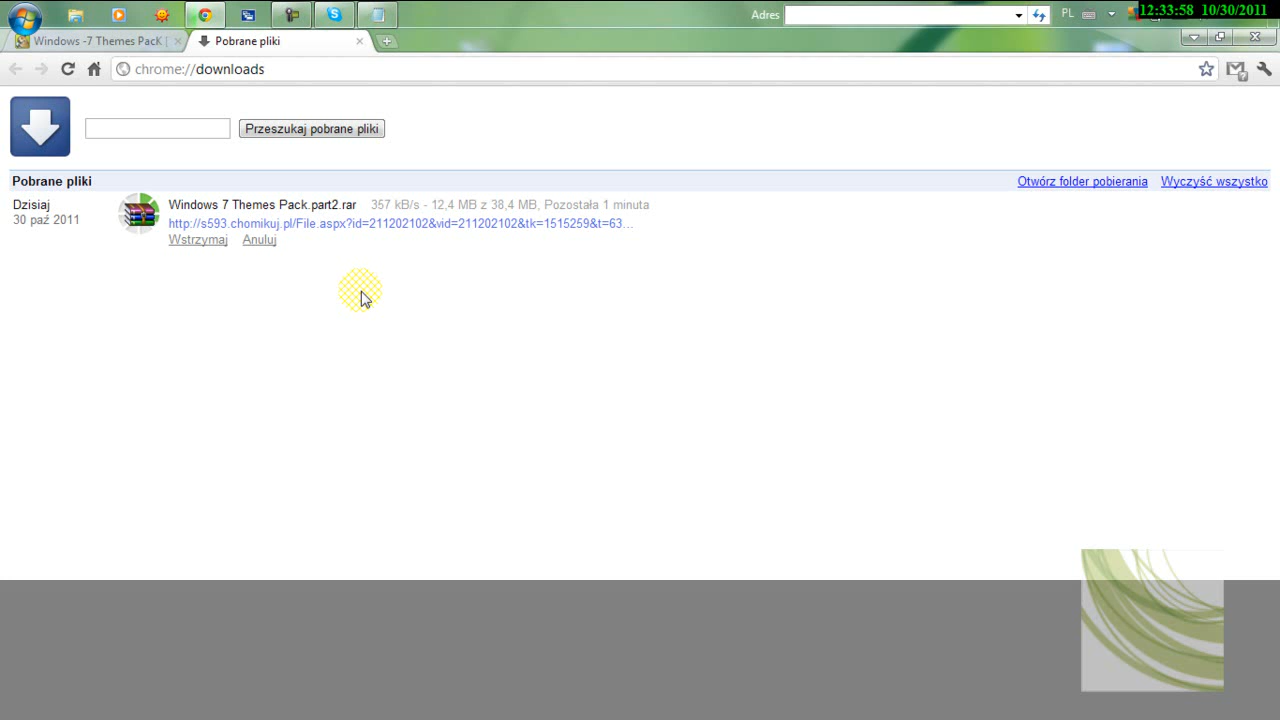 Adres
PL
12:33:58 10/30/2011
Windows -7 Themes PacK [
Pobrane pliki
chrome://downloads
Przeszukaj pobrane pliki
Pobrane pliki
Otwórz folder pobierania
Wyczyść wszystko
Dzisiaj
30 paź 2011
Windows 7 Themes Pack.part2.rar 357 kB/s - 12,4 MB z 38,4 MB, Pozostała 1 minuta
http://s593.chomikuj.pl/File.aspx?id=211202102&vid=211202102&tk=1515259&t=63...
Wstrzymaj Anuluj